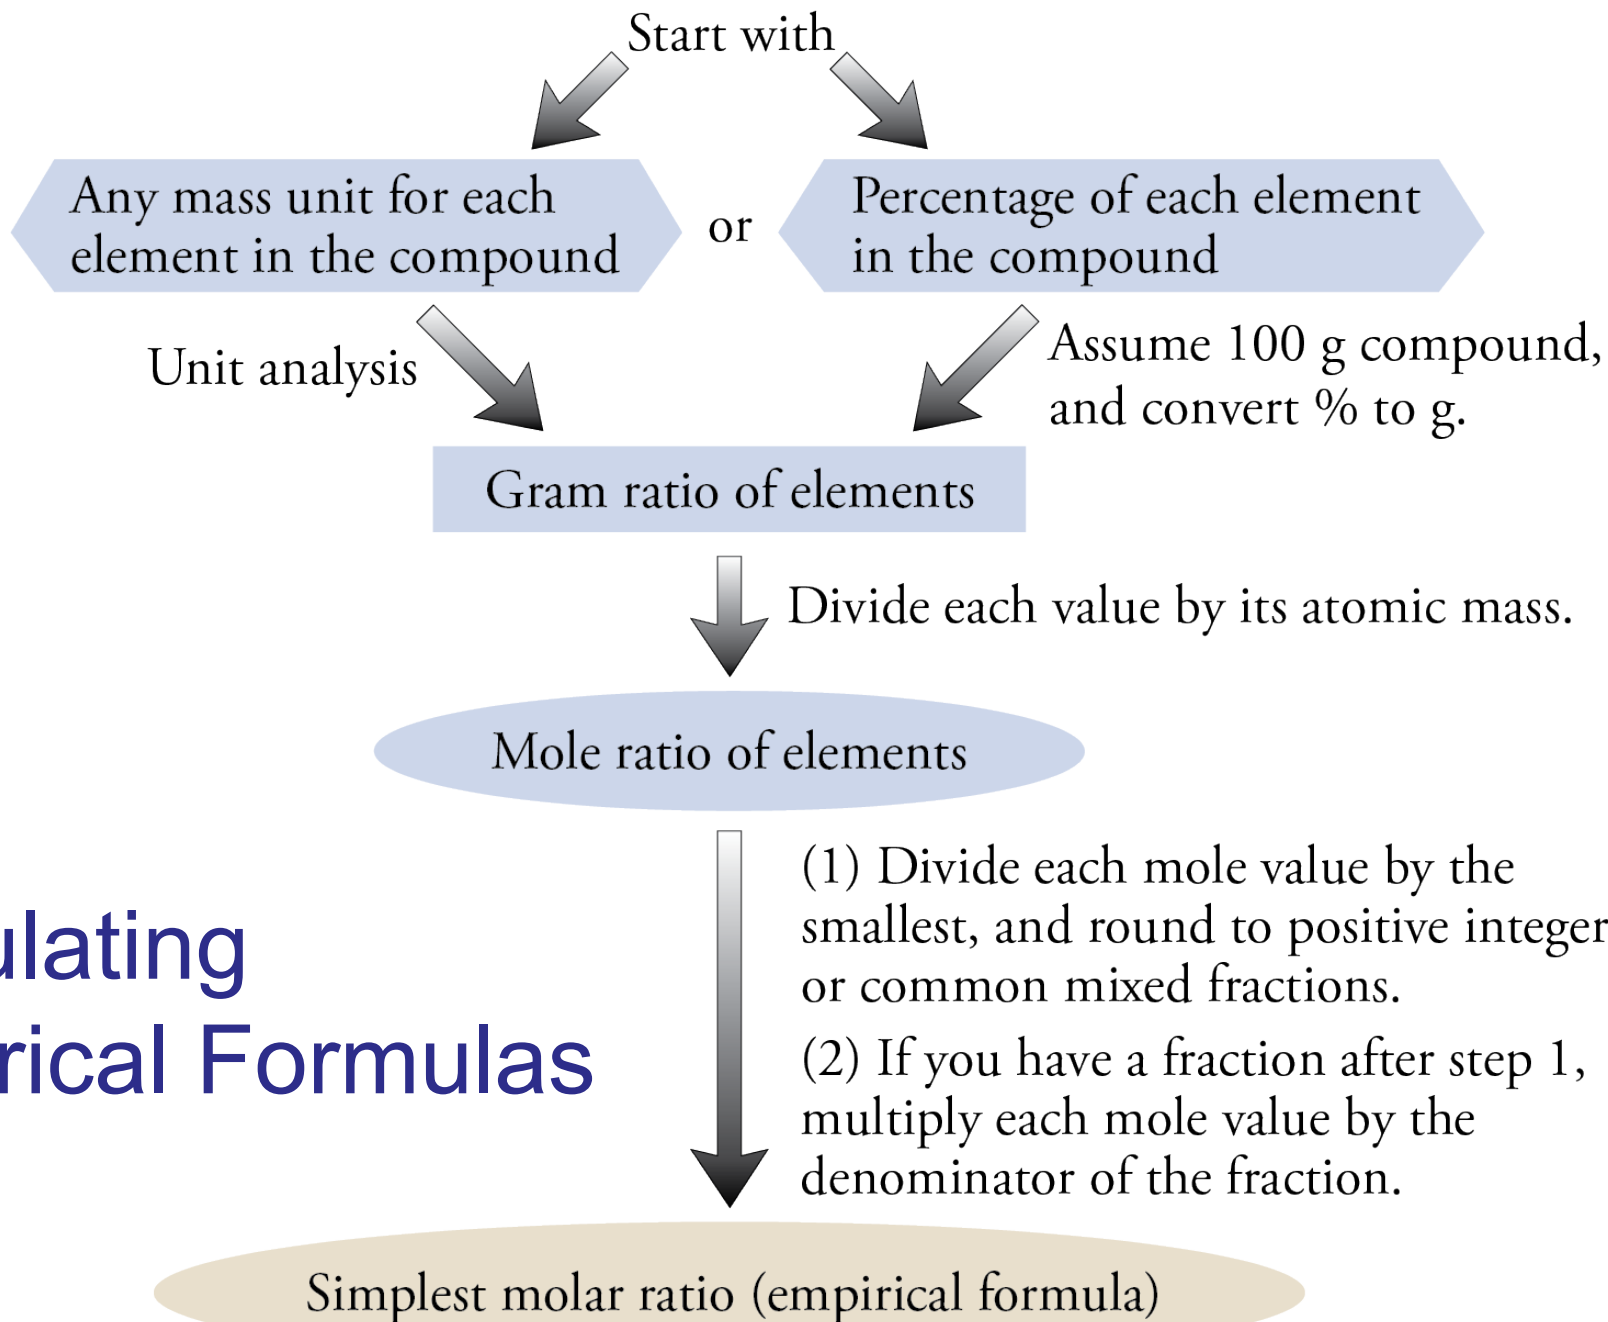 Start with
Any mass unit for each
element in the compound
or
Percentage of each element
in the compound
Unit analysis
Assume 100 g compound,
and convert % to g.
Gram ratio of elements
Divide each value by its atomic mass.
Mole ratio of elements
(1) Divide each mole value by the
smallest, and round to positive integer
or common mixed fractions.
(2) If you have a fraction after step 1,
multiply each mole value by the
denominator of the fraction.
ulating
rical Formulas
Simplest molar ratio (empirical formula)